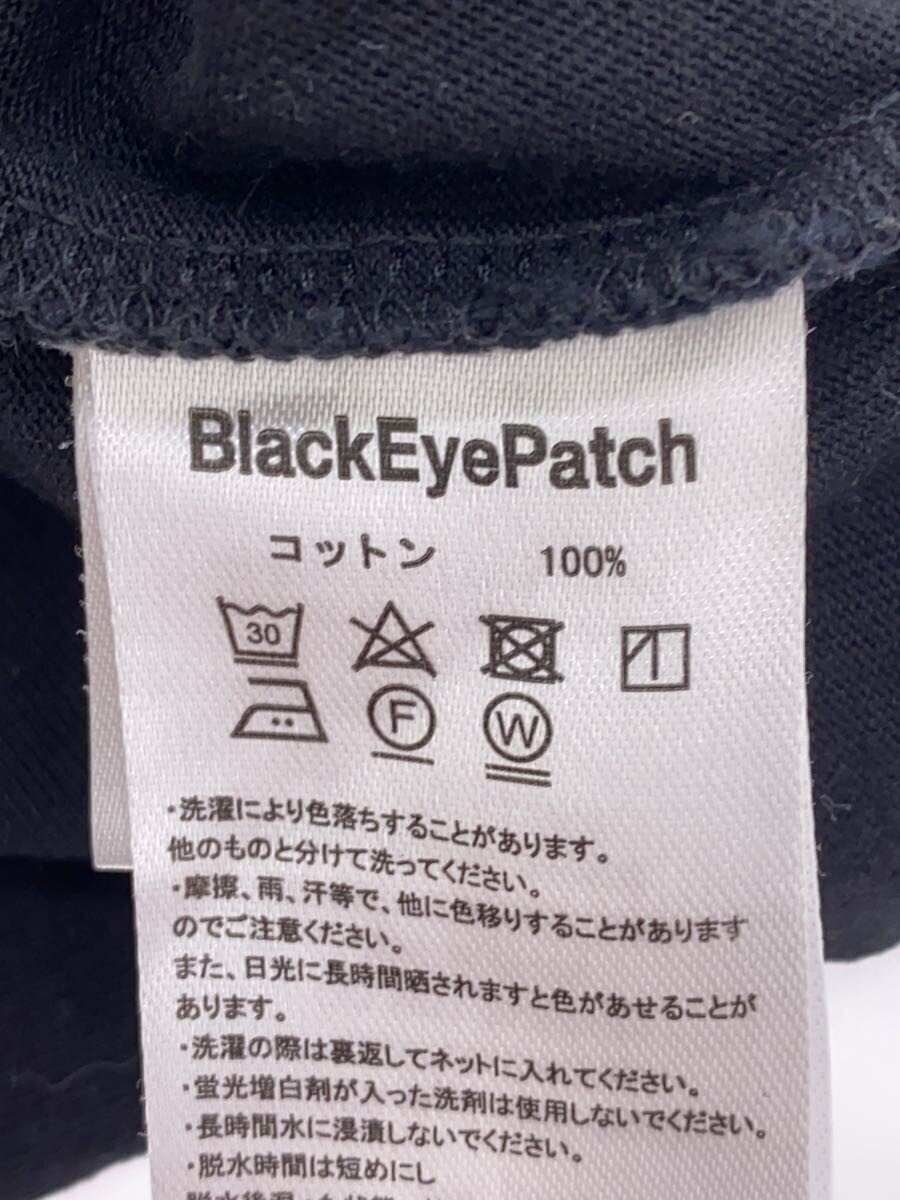 BlackEyePatch
コットン 100%
30
F
W
・洗濯により色落ちすることがあります。
他のものと分けて洗ってください。
・摩擦、雨、汗等で、他に色移りすることがあります
のでご注意ください。
また、日光に長時間晒されますと色があせることが
あります。
・洗濯の際は裏返してネットに入れてください。
・蛍光増白剤が入った洗剤は使用しないでください。
・長時間水に浸漬しないでください。
・脱水時間は短めにし